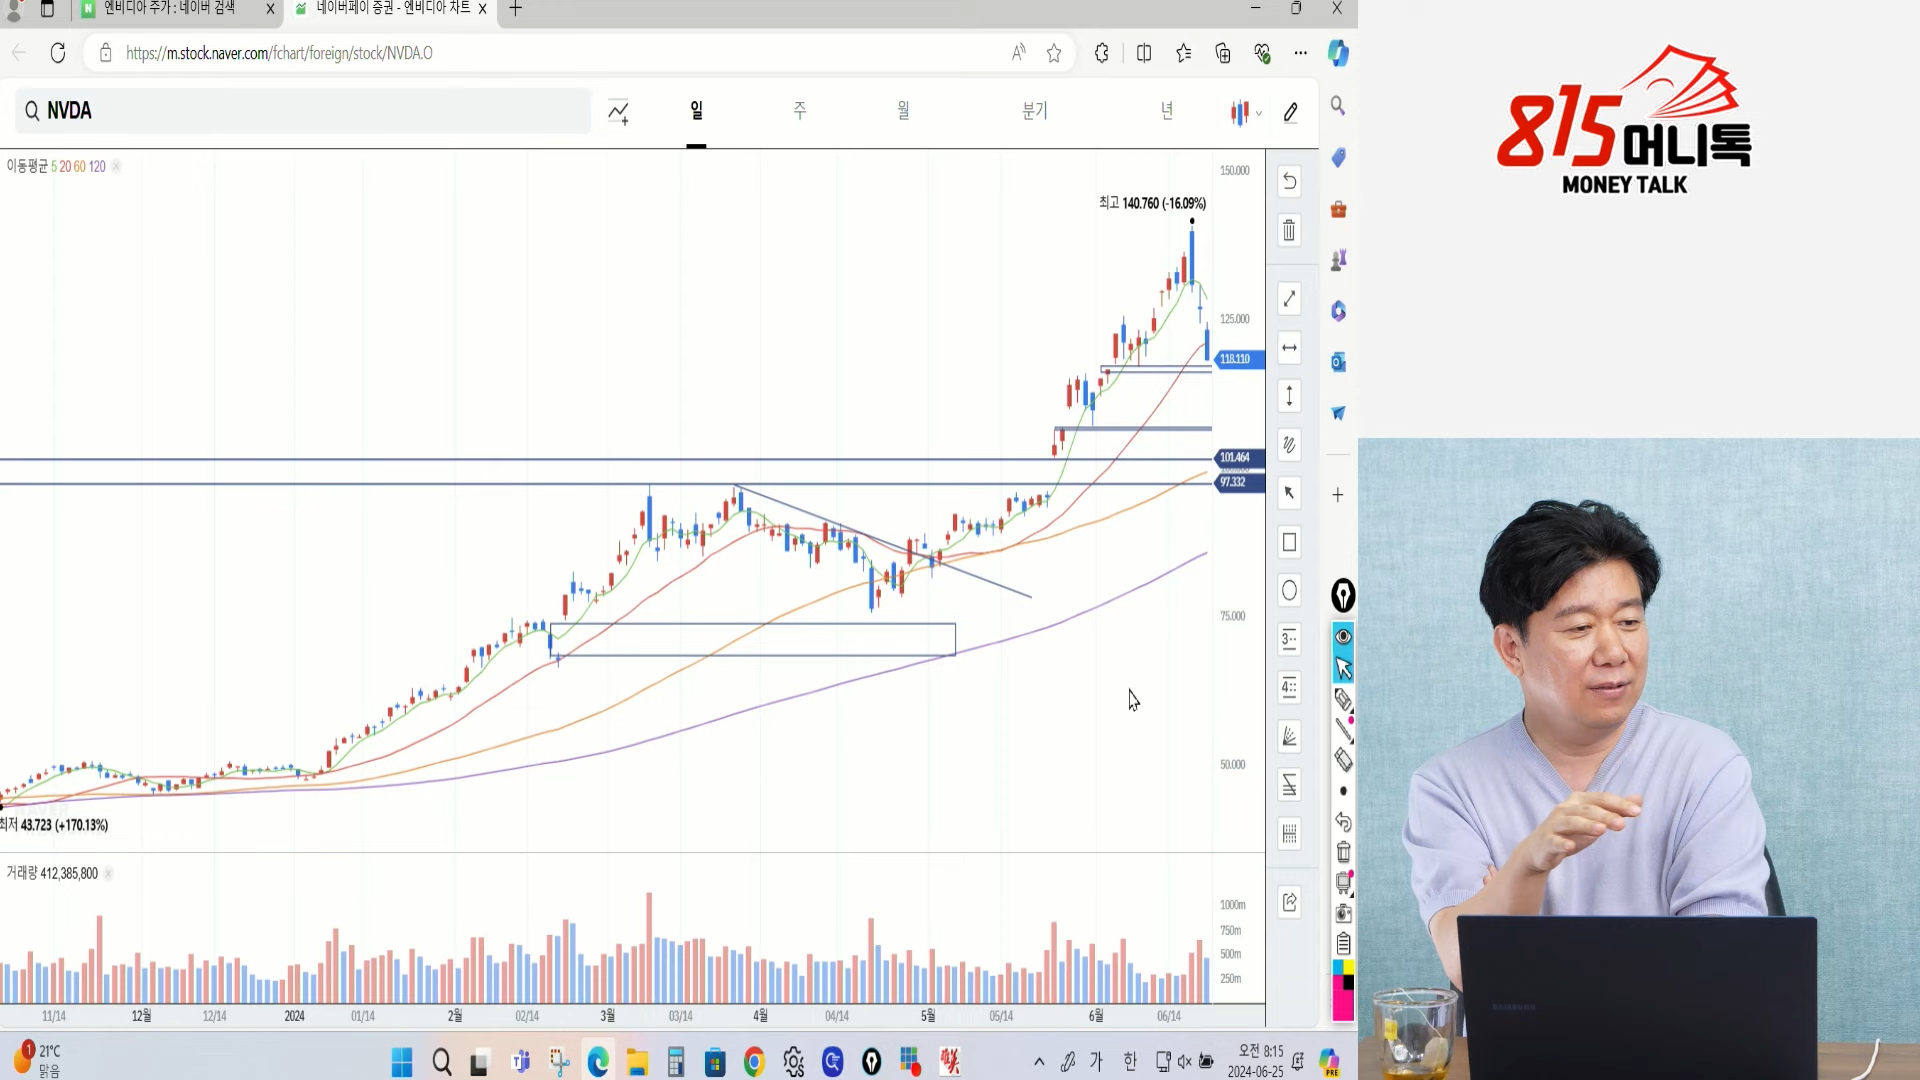 엔비디아 주가 : 네이버 검색
네이버페이 증권 - 엔비디아 차트
https://m.stock.naver.com/fchart/foreign/stock/NVDA.O
NVDA
일
주
월
분기
년
이동평균 5 20 60 120
최고 140.760 (-16.09%)
150.000
125.000
118.110
101.464
97.332
75.000
50.000
최저 43.723 (+170.13%)
거래량 412,385,800
1000m
750m
500m
250m
11/14
12월
12/14
2024
01/14
2월
02/14
3월
03/14
4월
04/14
5월
05/14
6월
06/14
1
21°C
맑음
가
한
오전 8:15
2024-06-25
PRE
815머니톡
MONEY TALK